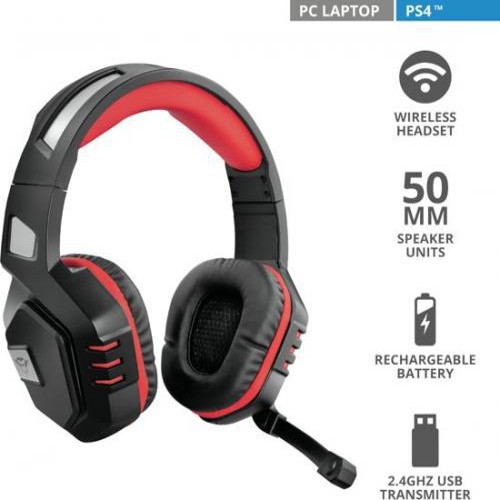 PC LAPTOP
PS4™
WIRELESS
HEADSET
50
MM
SPEAKER
UNITS
RECHARGEABLE
BATTERY
2.4GHZ USB
TRANSMITTER